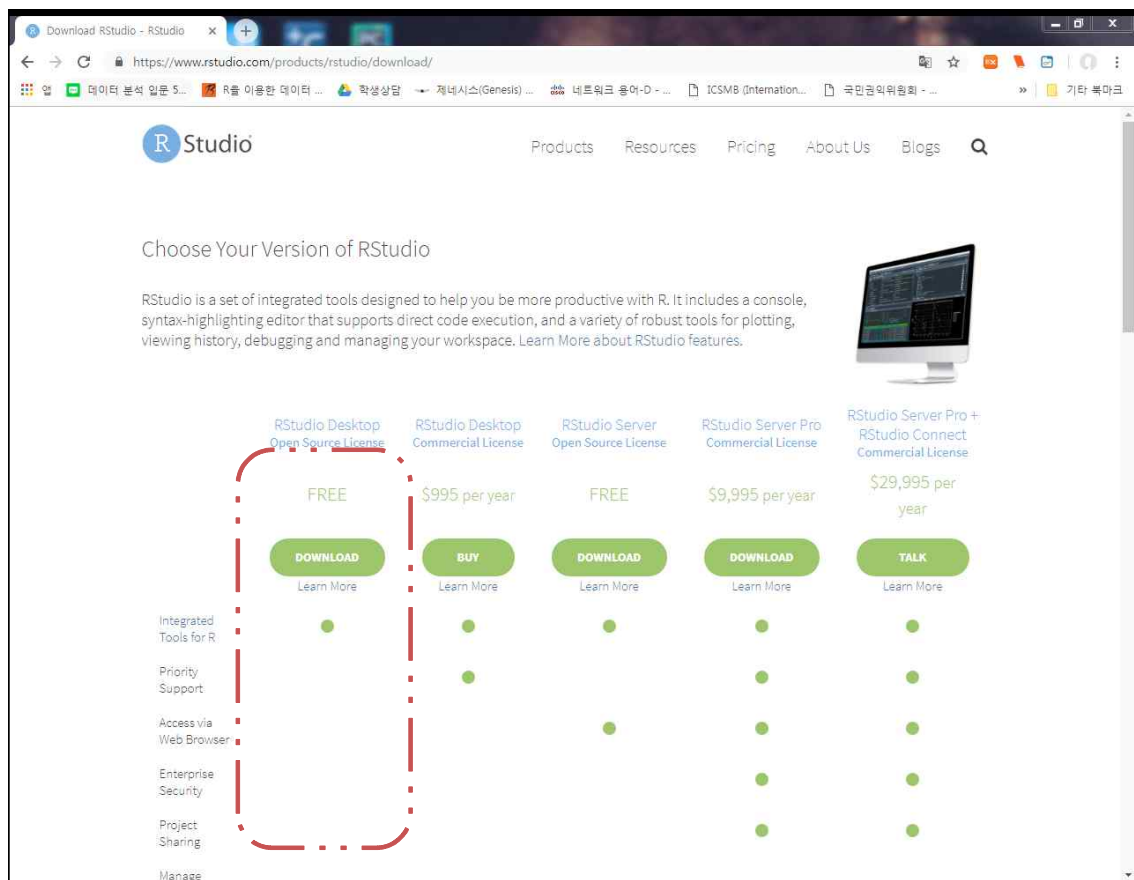 Download RStudio - RStudio
https://www.rstudio.com/products/rstudio/download/
앱 데이터 분석 입문 5... R를 이용한 데이터 ... 학생상담 제네시스(Genesis) ... 네트워크 용어-D - ... ICSMB (Internation... 국민권익위원회 - ... » 기타 북마크
R Studio Products Resources Pricing About Us Blogs
Choose Your Version of RStudio
RStudio is a set of integrated tools designed to help you be more productive with R. It includes a console,
syntax-highlighting editor that supports direct code execution, and a variety of robust tools for plotting,
viewing history, debugging and managing your workspace. Learn More about RStudio features.
RStudio Desktop
Open Source License
FREE
DOWNLOAD
Learn More
RStudio Desktop
Commercial License
$995 per year
BUY
Learn More
RStudio Server
Open Source License
FREE
DOWNLOAD
Learn More
RStudio Server Pro
Commercial License
$9,995 per year
DOWNLOAD
Learn More
RStudio Server Pro +
RStudio Connect
Commercial License
$29,995 per
year
TALK
Learn More
Integrated
Tools for R
Priority
Support
Access via
Web Browser
Enterprise
Security
Project
Sharing
Manage